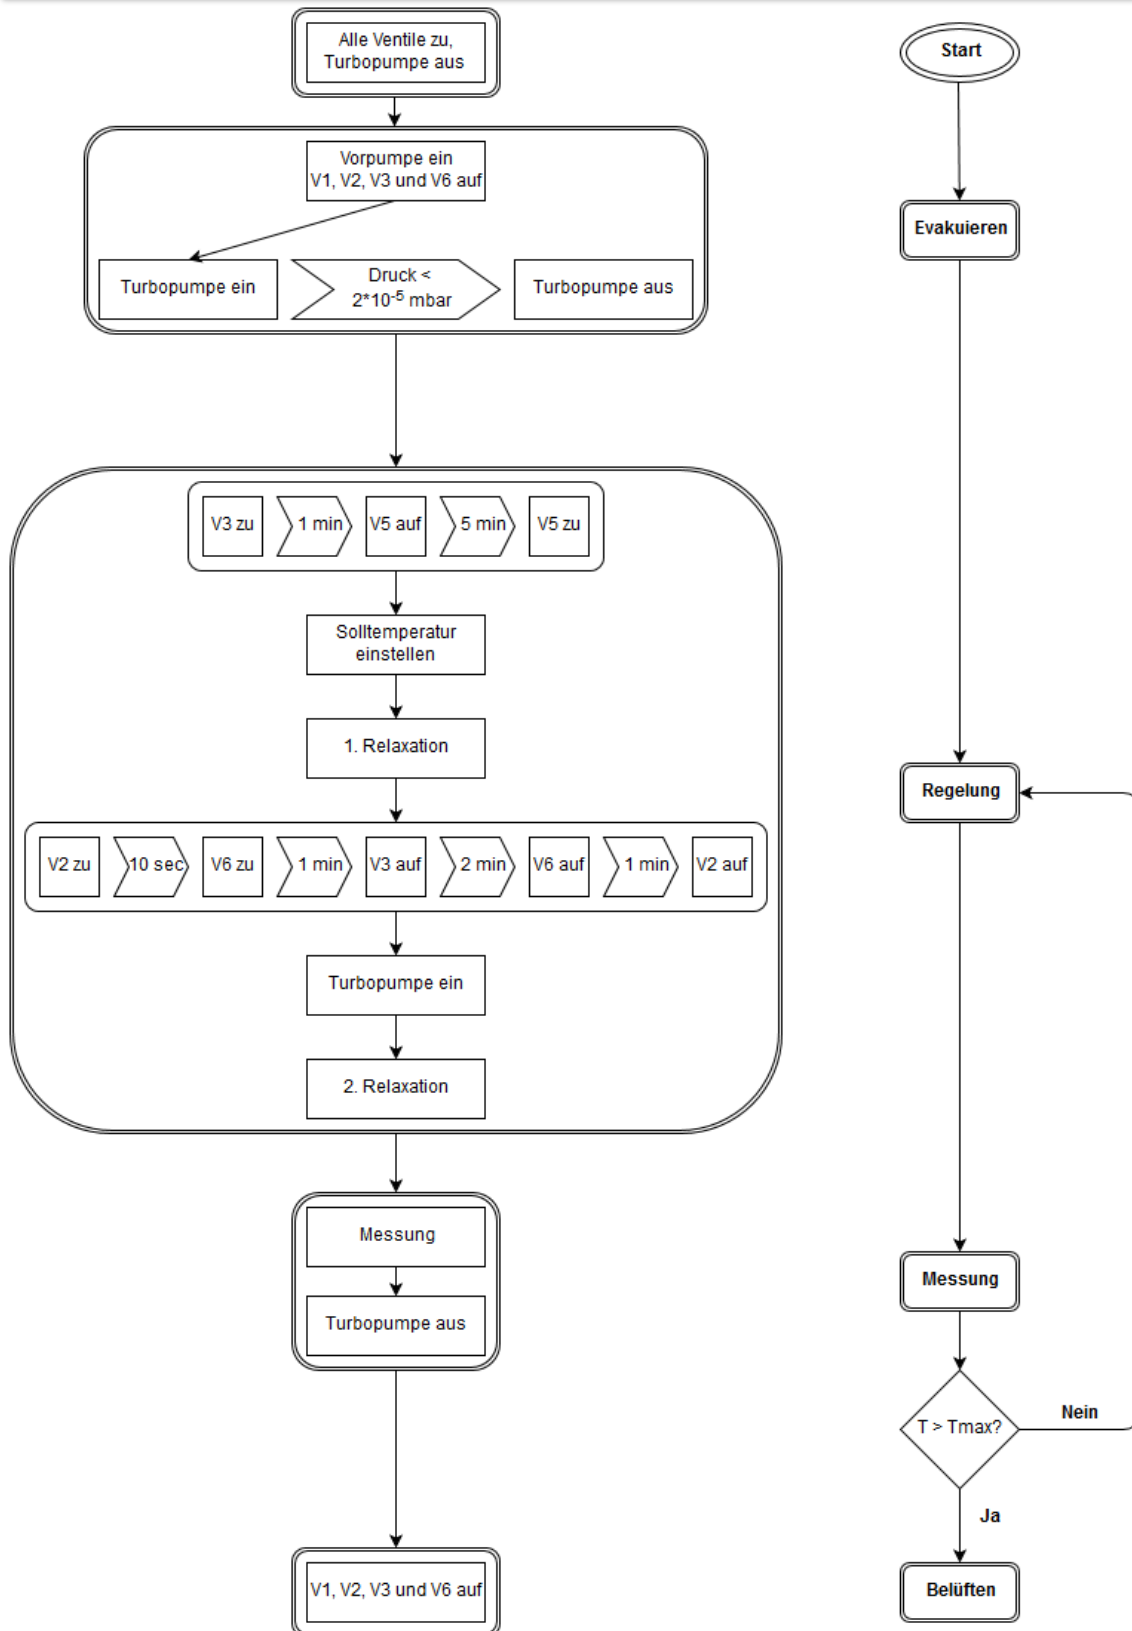 Alle Ventile zu,
Turbopumpe aus
Vorpumpe ein
V1, V2, V3 und V6 auf
Turbopumpe ein
Druck <
2*10⁻⁵ mbar
Turbopumpe aus
V3 zu
1 min
V5 auf
5 min
V5 zu
Solltemperatur
einstellen
1. Relaxation
V2 zu
10 sec
V6 zu
1 min
V3 auf
2 min
V6 auf
1 min
V2 auf
Turbopumpe ein
2. Relaxation
Messung
Turbopumpe aus
V1, V2, V3 und V6 auf
Start
Evakuieren
Regelung
Messung
T > Tmax?
Nein
Ja
Belüften